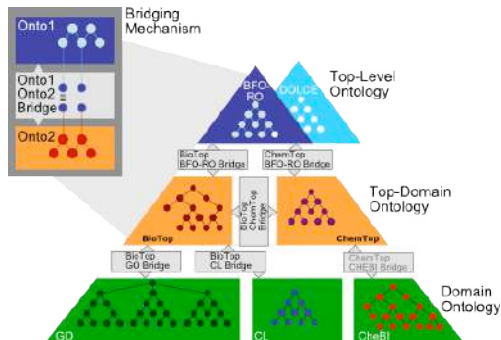 Bridging
Mechanism
Onto1
Onto1
Onto2
Bridge
Onto2
BFO-
RO
DOLCE
Top-Level
Ontology
BioTop
BFO-RO Bridge
ChemTop
BFO-RO Bridge
BioTop
ChemTop
Bridge
Top-Domain
Ontology
BioTop
ChemTop
BioTop
GO Bridge
BioTop
CL Bridge
ChemTop
CHEBI Bridge
Domain
Ontology
GO
CL
CheBI